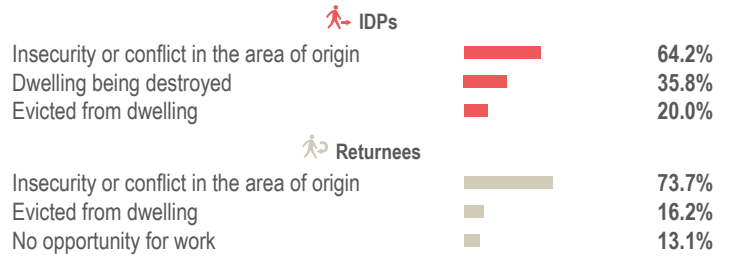 IDPs
Insecurity or conflict in the area of origin 64.2%
Dwelling being destroyed 35.8%
Evicted from dwelling 20.0%
Returnees
Insecurity or conflict in the area of origin 73.7%
Evicted from dwelling 16.2%
No opportunity for work 13.1%